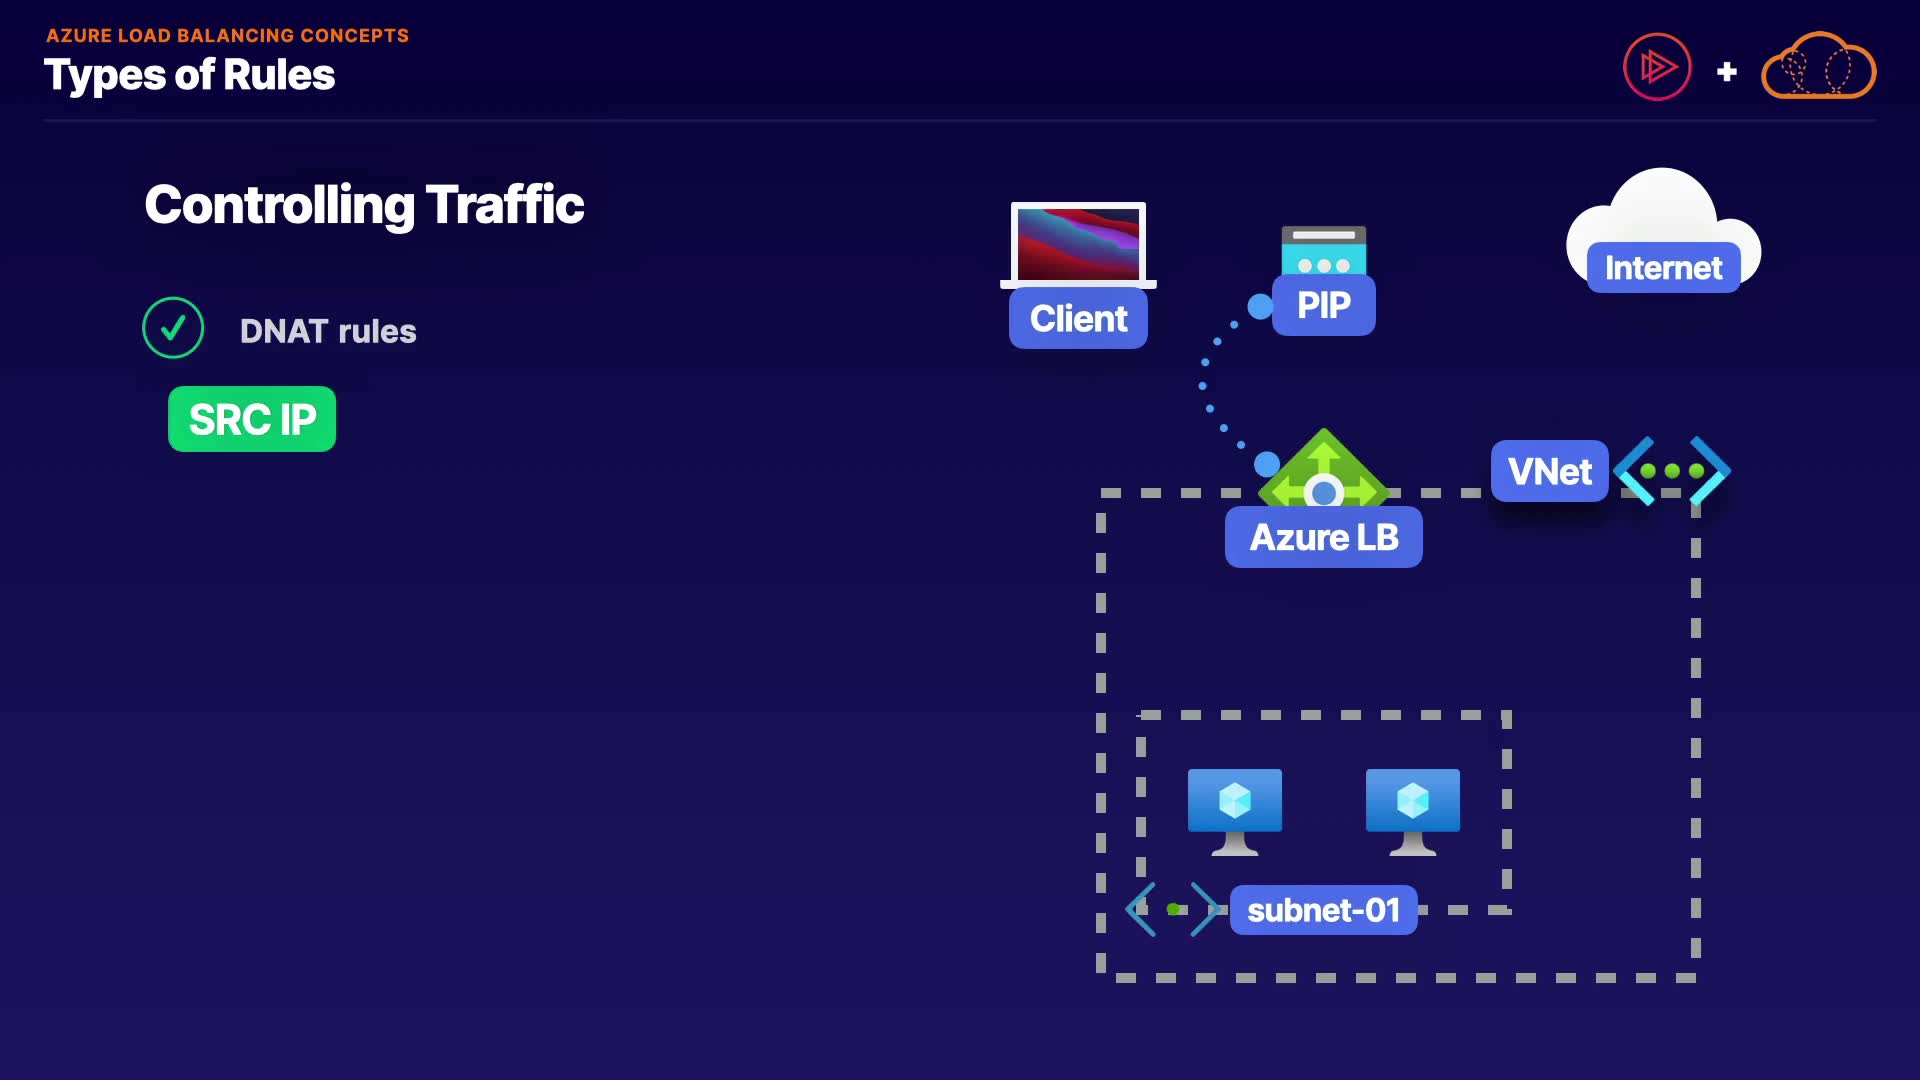 AZURE LOAD BALANCING CONCEPTS
Types of Rules
Controlling Traffic
DNAT rules
SRC IP
Client
PIP
Internet
VNet
Azure LB
subnet-01